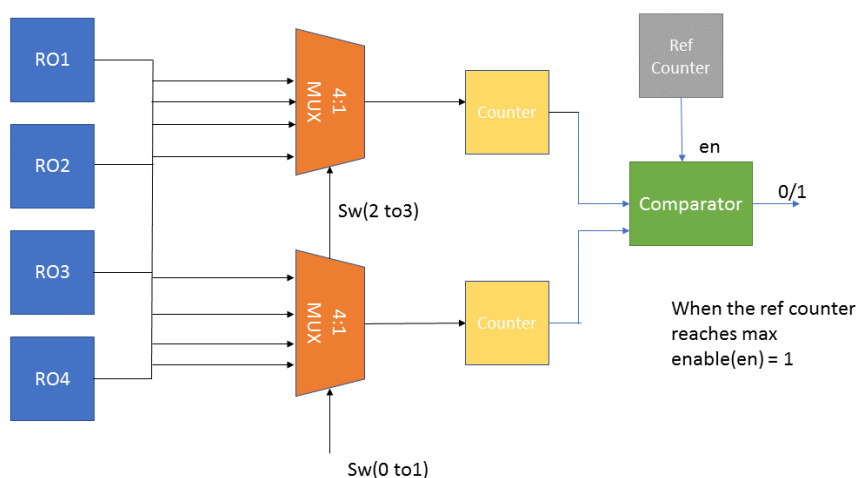 RO1
RO2
RO3
RO4
4:1
MUX
4:1
MUX
Sw(2 to3)
Sw(0 to1)
Counter
Counter
Ref
Counter
en
Comparator
0/1
When the ref counter
reaches max
enable(en) = 1